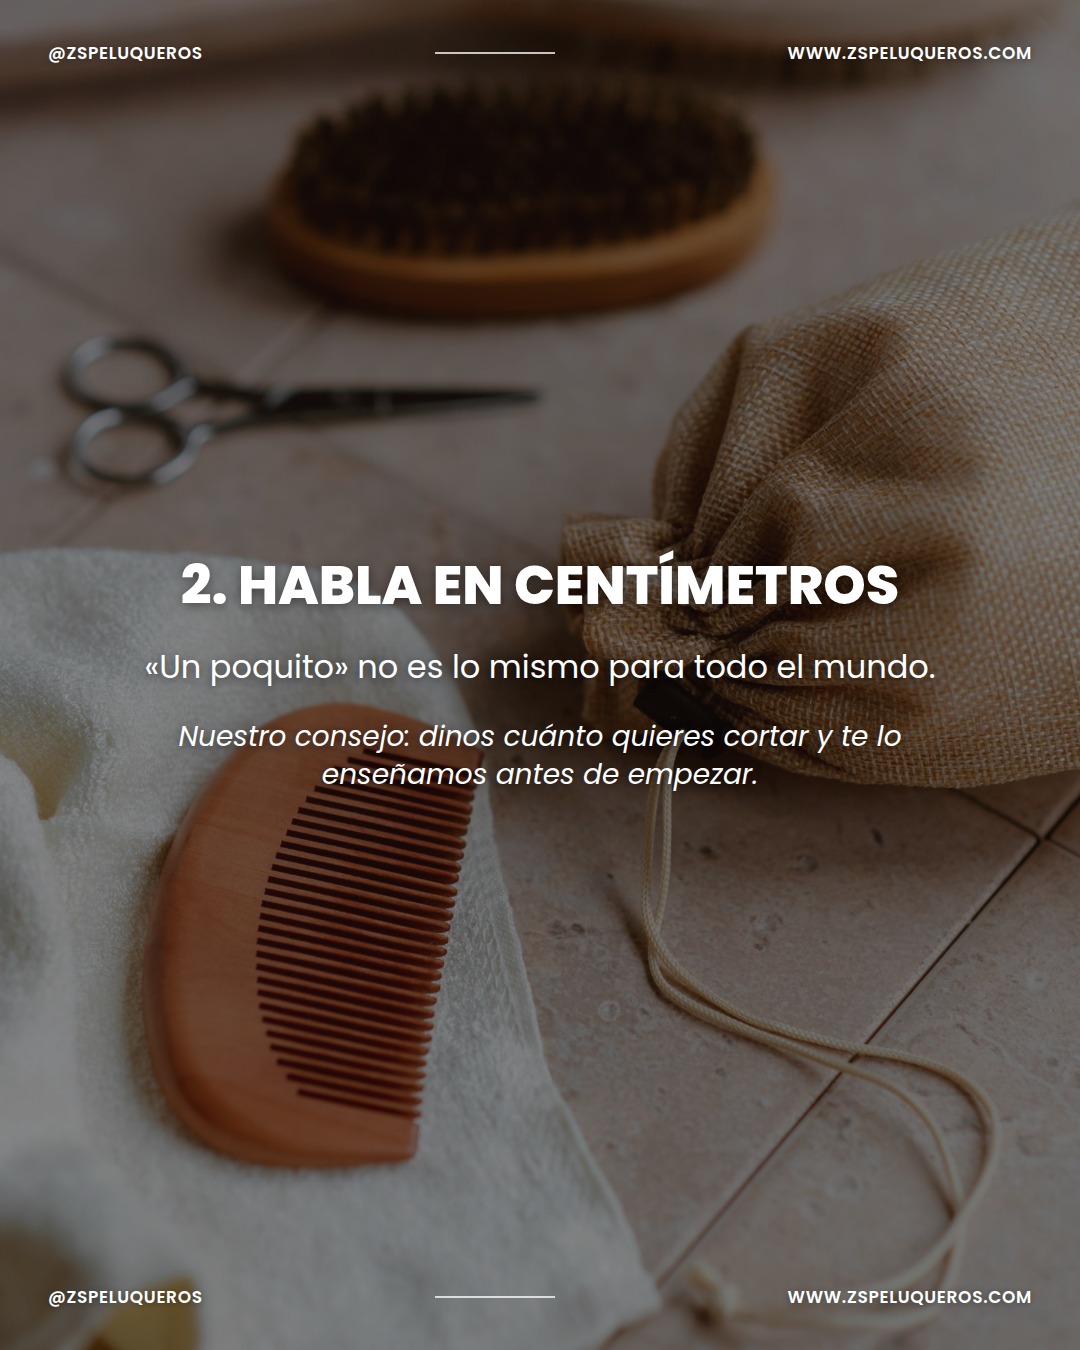 @ZSPELUQUEROS
WWW.ZSPELUQUEROS.COM
2. HABLA EN CENTÍMETROS
«Un poquito» no es lo mismo para todo el mundo.
Nuestro consejo: dinos cuánto quieres cortar y te lo
enseñamos antes de empezar.
@ZSPELUQUEROS
WWW.ZSPELUQUEROS.COM